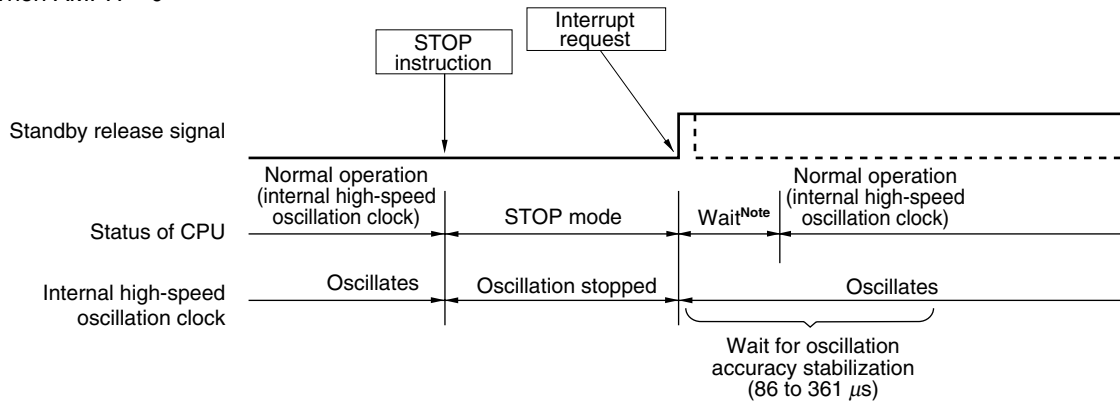 Interrupt
request
STOP
instruction
Standby release signal
Normal operation
(internal high-speed
oscillation clock)
Normal operation
(internal high-speed
oscillation clock)
Status of CPU
STOP mode
WaitNote
Internal high-speed
oscillation clock
Oscillates
Oscillation stopped
Oscillates
Wait for oscillation
accuracy stabilization
(86 to 361 μs)